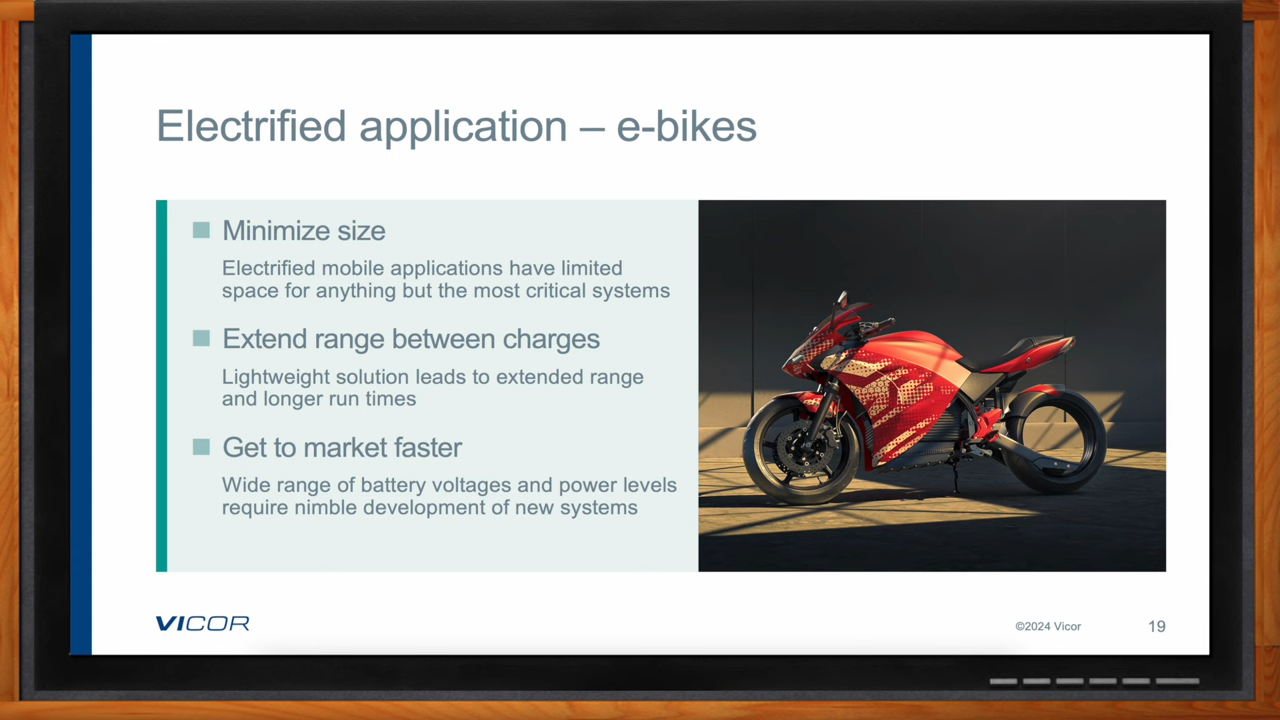 Electrified application – e-bikes
Minimize size
Electrified mobile applications have limited
space for anything but the most critical systems
Extend range between charges
Lightweight solution leads to extended range
and longer run times
Get to market faster
Wide range of battery voltages and power levels
require nimble development of new systems
VICOR
©2024 Vicor
19